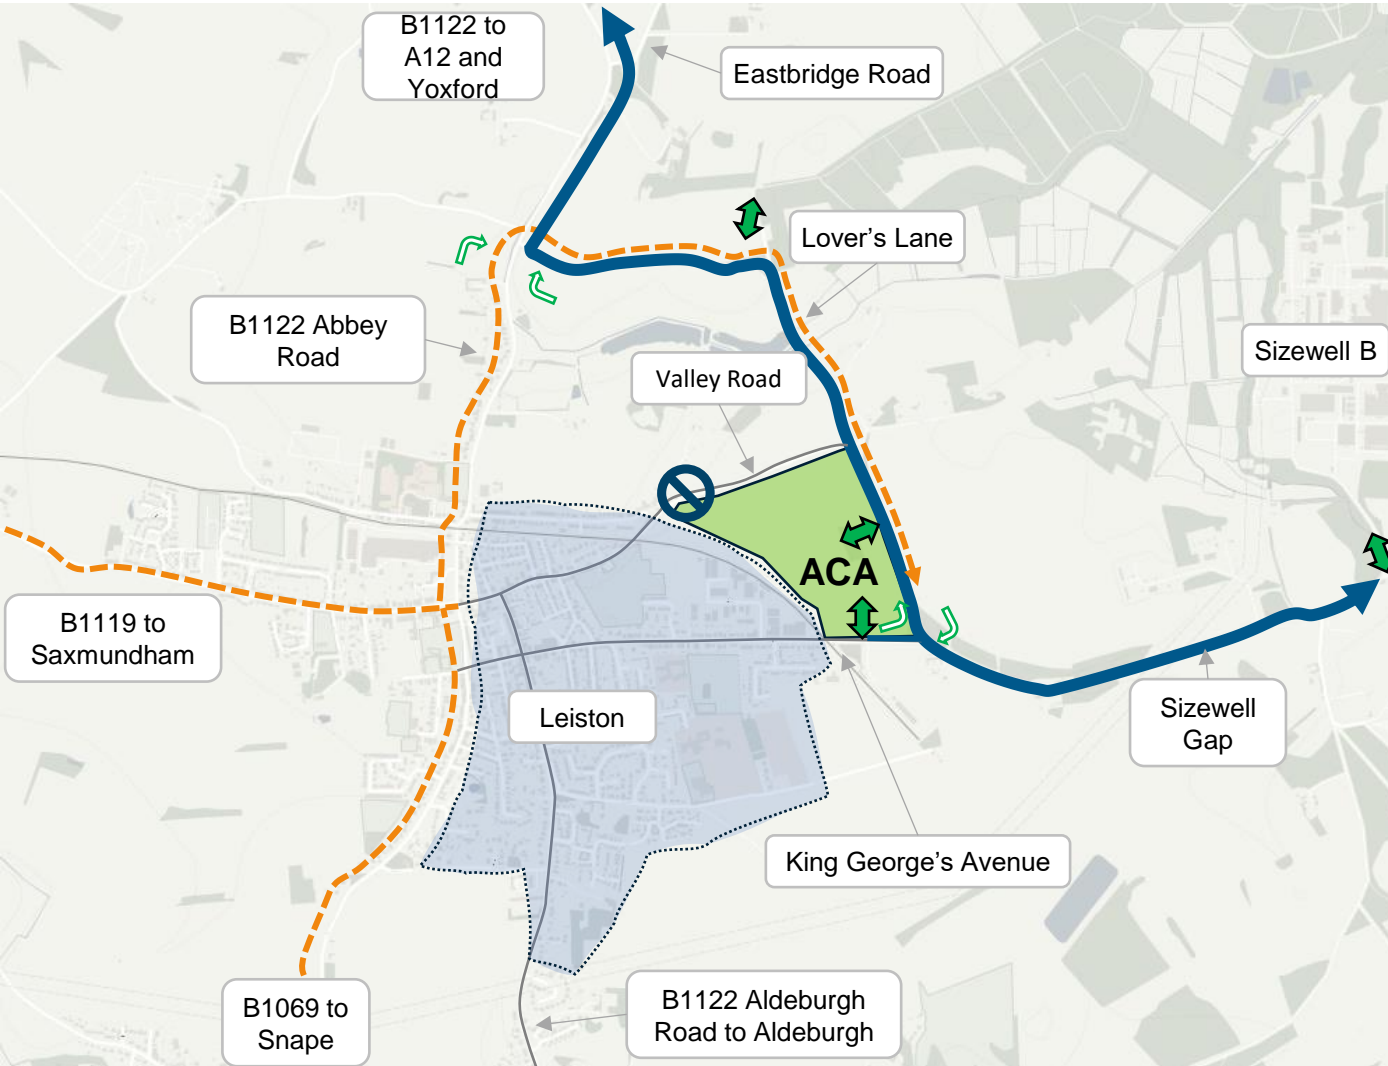 B1122 to
A12 and
Yoxford
Eastbridge Road
Lover's Lane
B1122 Abbey
Road
Sizewell B
Valley Road
ACA
B1119 to
Saxmundham
Leiston
Sizewell
Gap
King George's Avenue
B1069 to
Snape
B1122 Aldeburgh
Road to Aldeburgh